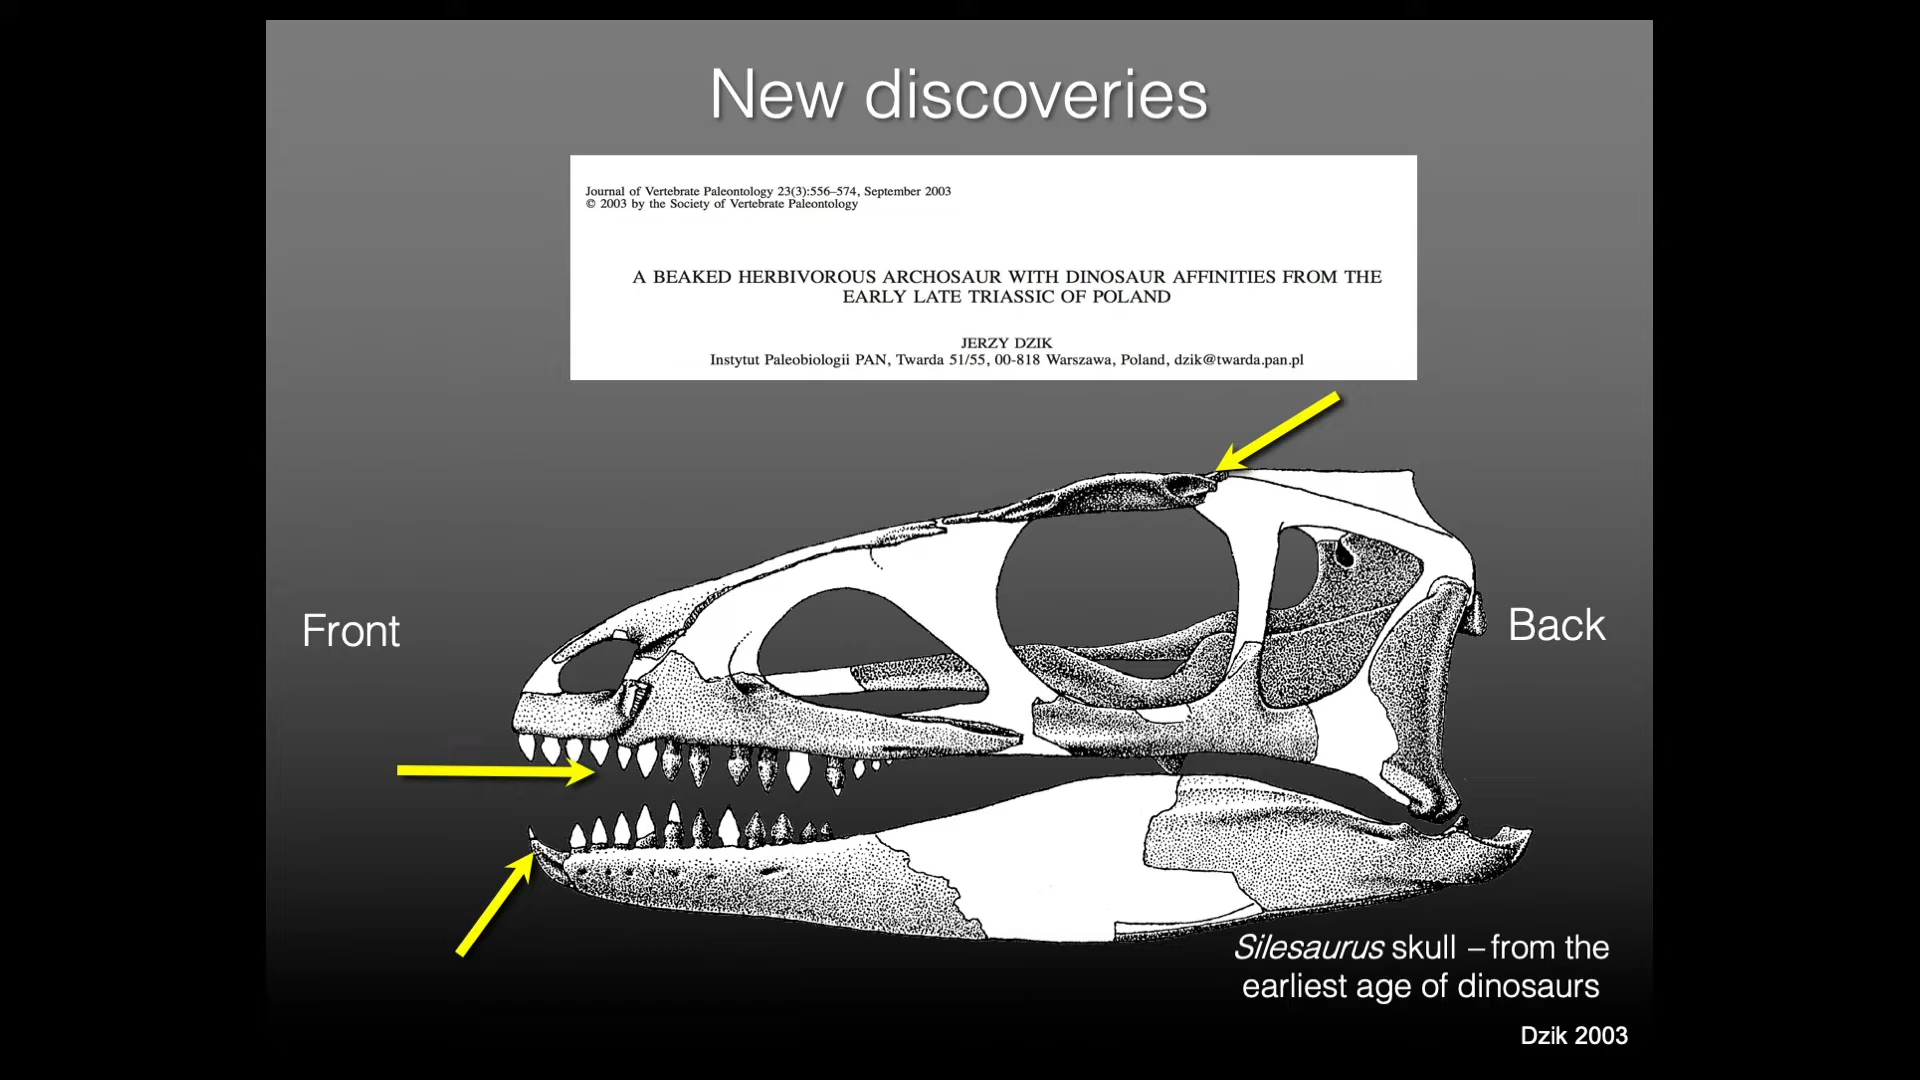 New discoveries
Journal of Vertebrate Paleontology 23(3):556–574, September 2003
© 2003 by the Society of Vertebrate Paleontology
A BEAKED HERBIVOROUS ARCHOSAUR WITH DINOSAUR AFFINITIES FROM THE
EARLY LATE TRIASSIC OF POLAND
JERZY DZIK
Instytut Paleobiologii PAN, Twarda 51/55, 00-818 Warszawa, Poland, dzik@twarda.pan.pl
Front
Back
Silesaurus skull – from the
earliest age of dinosaurs
Dzik 2003